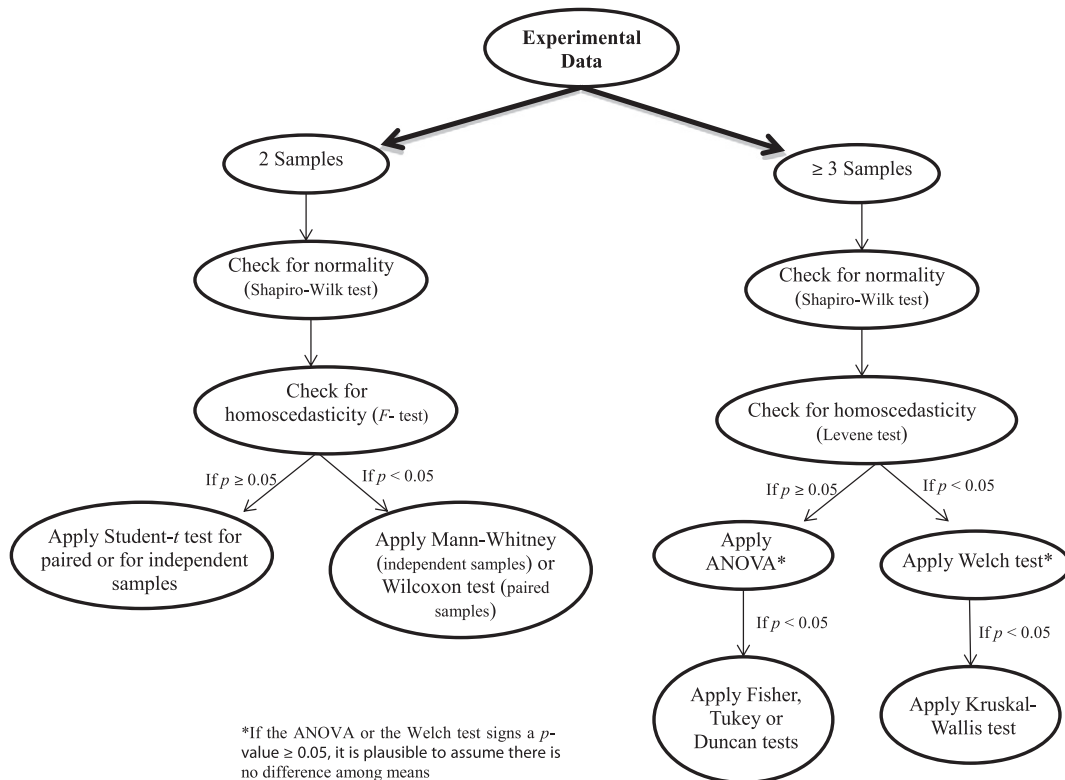 Experimental
Data
2 Samples
≥ 3 Samples
Check for normality
(Shapiro-Wilk test)
Check for normality
(Shapiro-Wilk test)
Check for
homoscedasticity (F- test)
Check for homoscedasticity
(Levene test)
If p ≥ 0.05
If p < 0.05
If p ≥ 0.05
If p < 0.05
Apply Student-t test for
paired or for independent
samples
Apply Mann-Whitney
(independent samples) or
Wilcoxon test (paired
samples)
Apply
ANOVA*
Apply Welch test*
If p < 0.05
If p < 0.05
Apply Fisher,
Tukey or
Duncan tests
Apply Kruskal-
Wallis test
*If the ANOVA or the Welch test signs a p-
value ≥ 0.05, it is plausible to assume there is
no difference among means